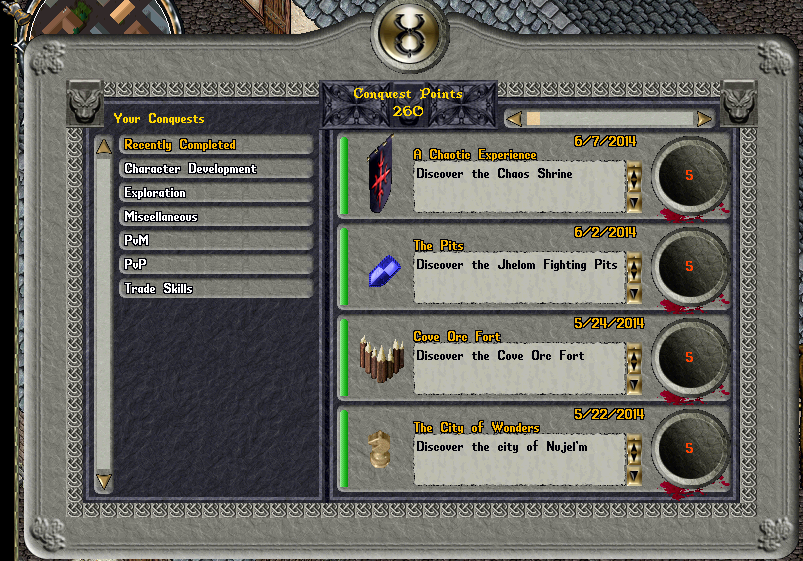 Conquest Points
260
Your Conquests
Recently Completed
Character Development
Exploration
Miscellaneous
PvM
PvP
Trade Skills
6/7/2014
A Chaotic Experience
Discover the Chaos Shrine
5
6/2/2014
The Pits
Discover the Jhelom Fighting Pits
5
5/24/2014
Cove Orc Fort
Discover the Cove Orc Fort
5
5/22/2014
The City of Wonders
Discover the city of Nujel'm
5